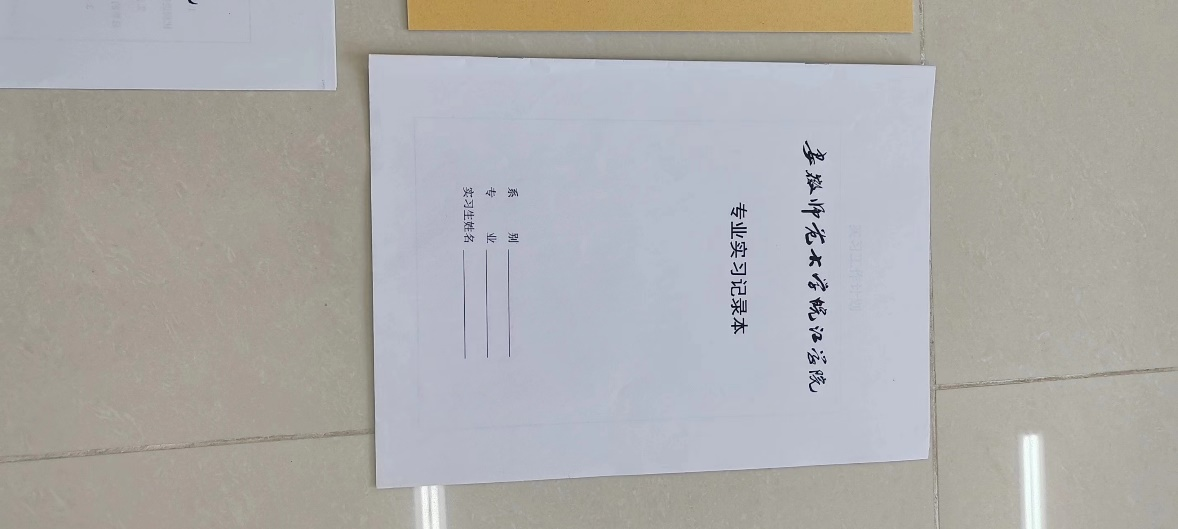 安徽师范大学皖江学院
专业实习记录本
系 别
专 业
实习生姓名